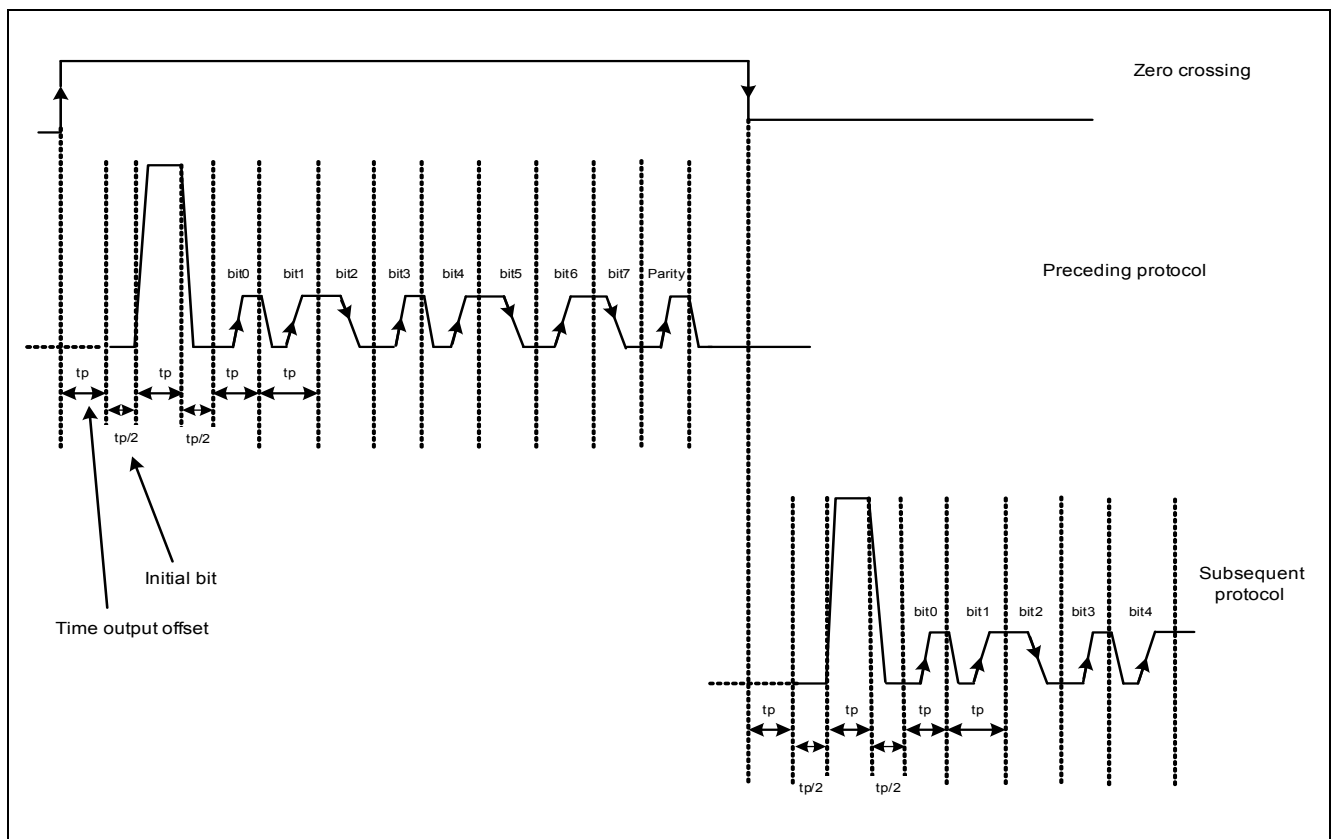 Zero crossing
Preceding protocol
bit0 bit1 bit2 bit3 bit4 bit5 bit6 bit7 Parity
tp tp tp tp
tp/2 tp/2
Initial bit
Time output offset
Subsequent
protocol
bit0 bit1 bit2 bit3 bit4
tp tp tp tp
tp/2 tp/2